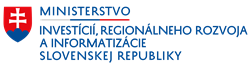 MINISTERSTVO
INVESTÍCIÍ, REGIONÁLNEHO ROZVOJA
A INFORMATIZÁCIE
SLOVENSKEJ REPUBLIKY